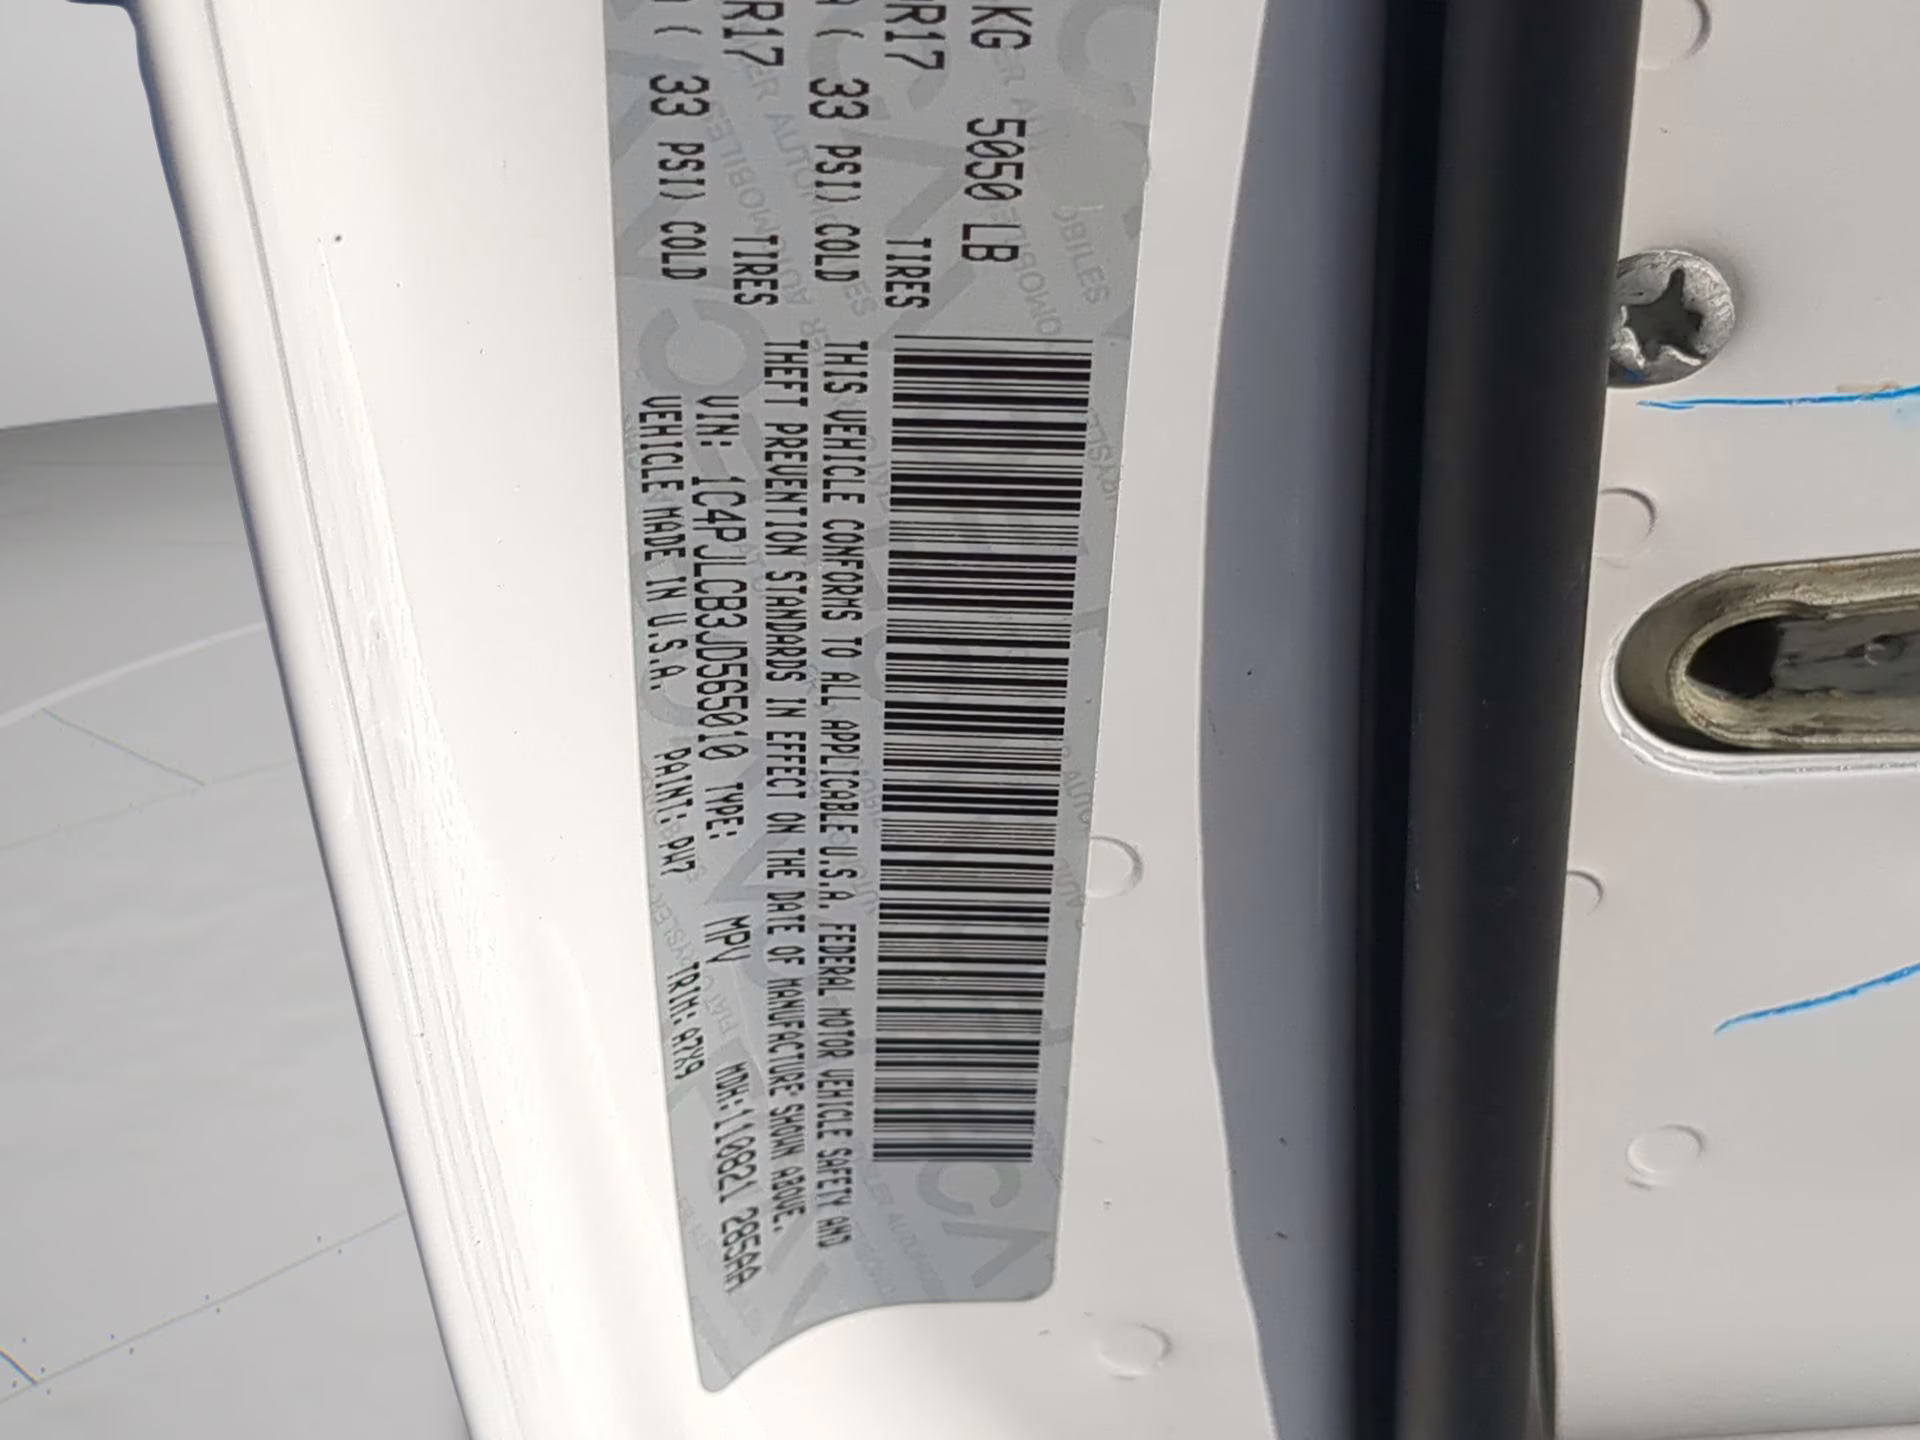 KG 5050 LB
R17 TIRES
( 33 PSI) COLD
R17 TIRES
( 33 PSI) COLD
THIS VEHICLE CONFORMS TO ALL APPLICABLE U.S.A. FEDERAL MOTOR VEHICLE SAFETY AND
THEFT PREVENTION STANDARDS IN EFFECT ON THE DATE OF MANUFACTURE SHOWN ABOVE.
VIN: 1C4PJLCB3JD565010 TYPE: MPV MDH:110821 285AA
VEHICLE MADE IN U.S.A. PAINT: PW7 TRIM: A7X9